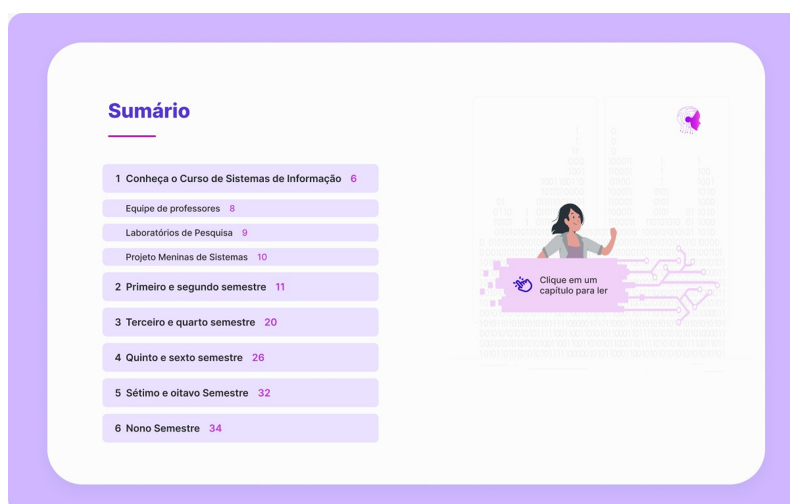 Sumário
1 Conheça o Curso de Sistemas de Informação 6
Equipe de professores 8
Laboratórios de Pesquisa 9
Projeto Meninas de Sistemas 10
2 Primeiro e segundo semestre 11
3 Terceiro e quarto semestre 20
4 Quinto e sexto semestre 26
5 Sétimo e oitavo Semestre 32
6 Nono Semestre 34
Clique em um
capítulo para ler